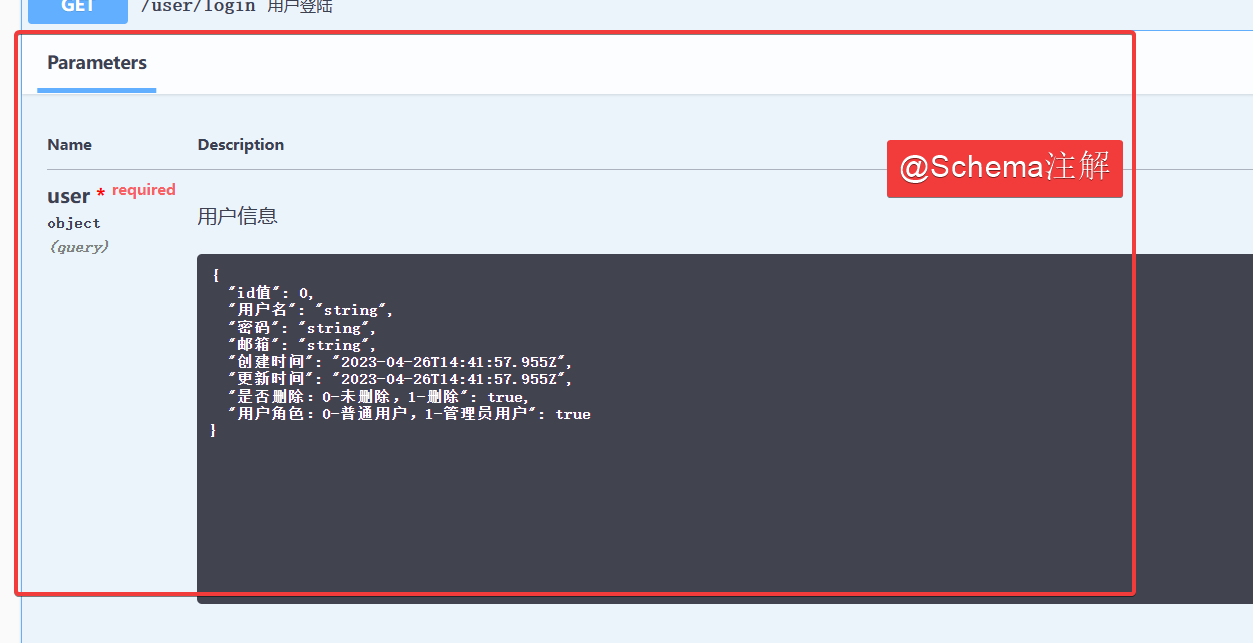 GET /user/login 用户登陆
Parameters
Name Description
@Schema注解
user * required
object
(query)
用户信息
{
"id值": 0,
"用户名": "string",
"密码": "string",
"邮箱": "string",
"创建时间": "2023-04-26T14:41:57.955Z",
"更新时间": "2023-04-26T14:41:57.955Z",
"是否删除：0-未删除，1-删除": true,
"用户角色：0-普通用户，1-管理员用户": true
}